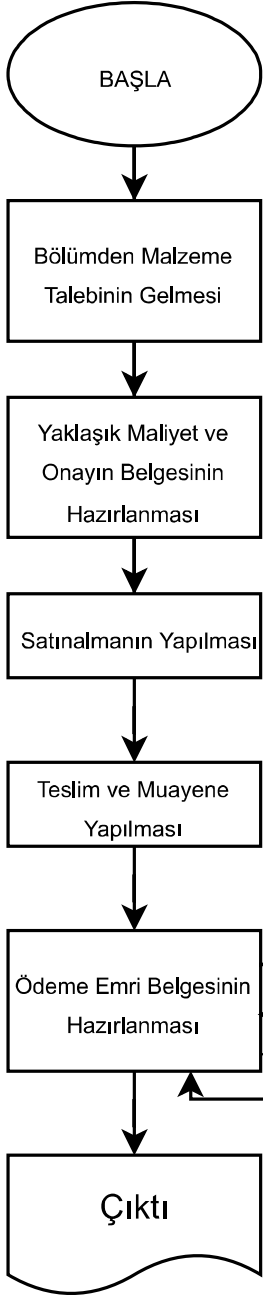 BAŞLA
Bölümden Malzeme
Talebinin Gelmesi
Yaklaşık Maliyet ve
Onayın Belgesinin
Hazırlanması
Satınalmanın Yapılması
Teslim ve Muayene
Yapılması
Ödeme Emri Belgesinin
Hazırlanması
Çıktı